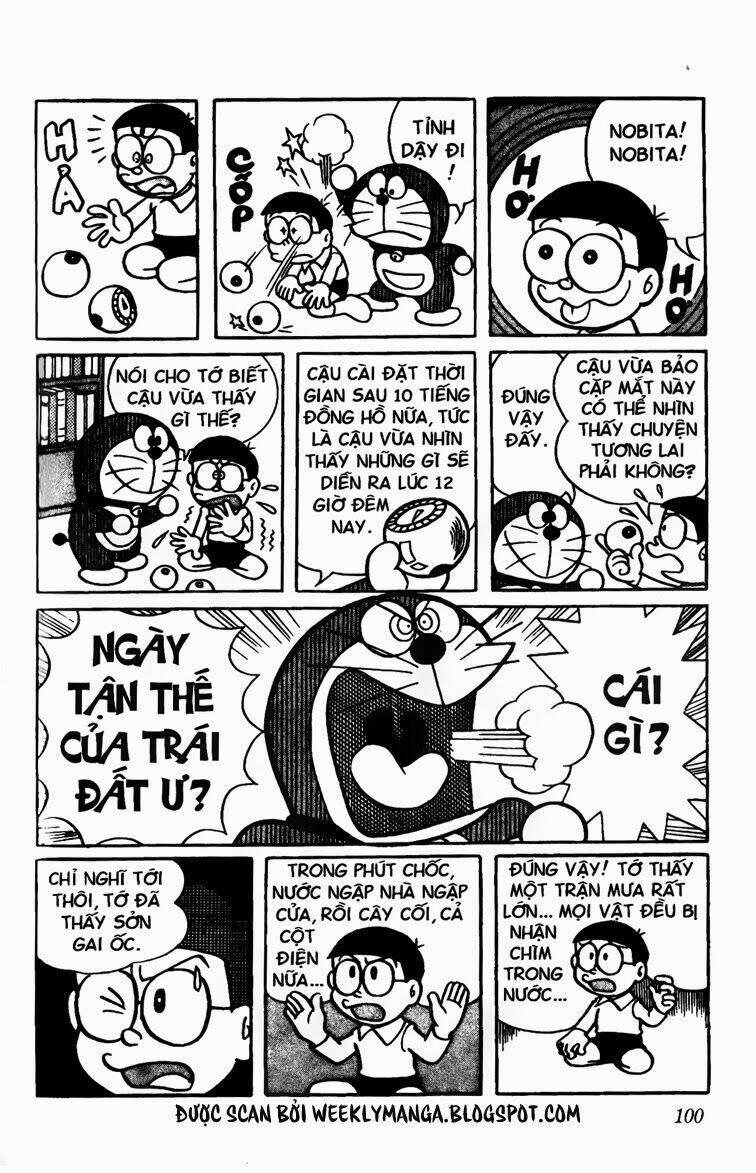 NOBITA!
NOBITA!
HƠ
HỞ
TỈNH
DẬY ĐI
!
CỐP
HẢ
CẬU VỪA BẢO
CẶP MẮT NÀY
CÓ THỂ NHÌN
THẤY CHUYỆN
TƯƠNG LAI
PHẢI KHÔNG?
ĐÚNG
VẬY
ĐẤY.
CẬU CÀI ĐẶT THỜI
GIAN SAU 10 TIẾNG
ĐỒNG HỒ NỮA, TỨC
LÀ CẬU VỪA NHÌN
THẤY NHỮNG GÌ SẼ
DIẾN RA LÚC 12
GIỜ ĐÊM
NAY.
NÓI CHO TỚ BIẾT
CẬU VỪA THẤY
GÌ THẾ?
CÁI
GÌ?
NGÀY
TẬN THẾ
CỦA TRÁI
ĐẤT Ư?
ĐÚNG VẬY! TỚ THẤY
MỘT TRẬN MƯA RẤT
LỚN... MỌI VẬT ĐỀU BỊ
NHẬN
CHÌM
TRONG
NƯỚC...
TRONG PHÚT CHỐC,
NƯỚC NGẬP NHÀ NGẬP
CỬA, RỒI CÂY CỐI, CẢ
CỘT
ĐIỆN
NỮA...
CHỈ NGHĨ TỚI
THÔI, TỚ ĐÃ
THẤY SỞN
GAI ỐC.
ĐƯỢC SCAN BỞI WEEKLYMANGA.BLOGSPOT.COM
100